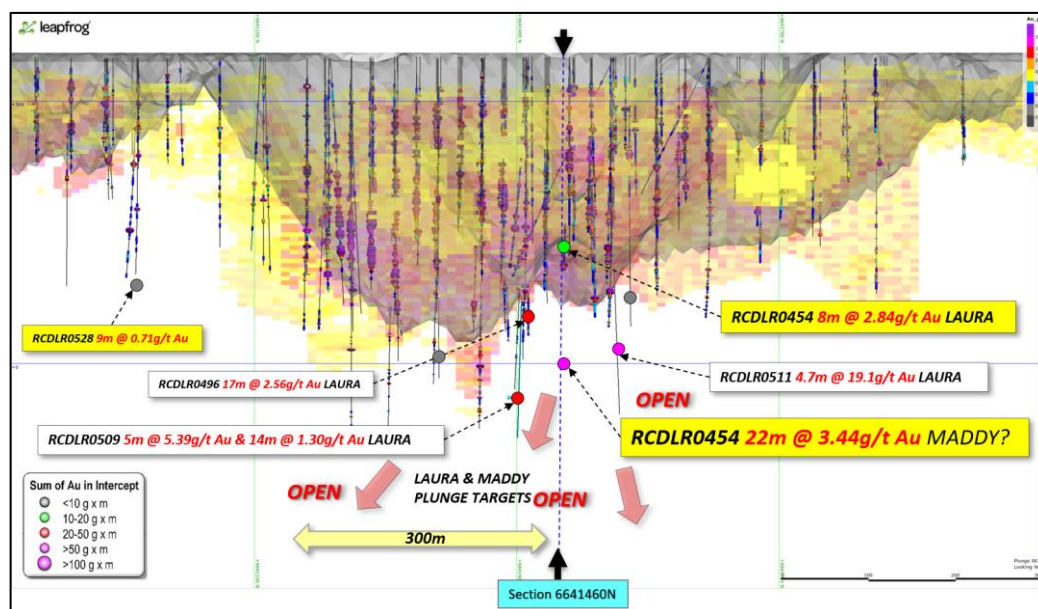 leapfrog
RCDLR0528 9m @ 0.71g/t Au
RCDLR0496 17m @ 2.56g/t Au LAURA
RCDLR0509 5m @ 5.39g/t Au & 14m @ 1.30g/t Au LAURA
RCDLR0454 8m @ 2.84g/t Au LAURA
RCDLR0511 4.7m @ 19.1g/t Au LAURA
OPEN
RCDLR0454 22m @ 3.44g/t Au MADDY?
LAURA & MADDY
PLUNGE TARGETS
OPEN
OPEN
300m
Sum of Au in Intercept
<10 g x m
10-20 g x m
20-50 g x m
>50 g x m
>100 g x m
Section 6641460N